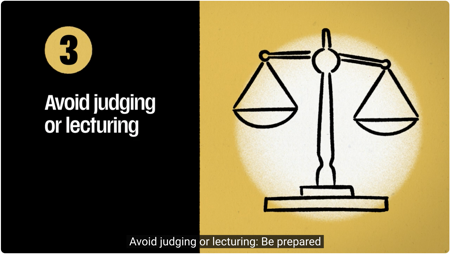 3
Avoid judging
or lecturing
Avoid judging or lecturing: Be prepared